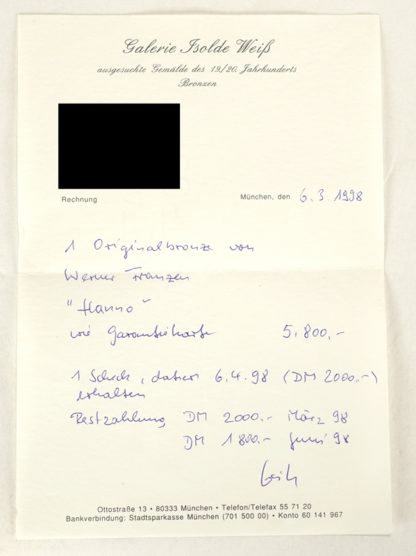 Galerie Isolde Weiß
ausgesuchte Gemälde des 19/20. Jahrhunderts
Bronzen
Rechnung
München, den 6.3.1998
1 Originalbronze von
Werner Franzen
"Hanno"
wie Garantiekarte 5.800,-
1 Scheck, datiert 6.4.98 (DM 2000.-)
erhalten
Restzahlung DM 2000.- März 98
DM 1800.- Juni 98
Ottostraße 13 • 80333 München • Telefon/Telefax 55 71 20
Bankverbindung: Stadtsparkasse München (701 500 00) • Konto 60 141 967